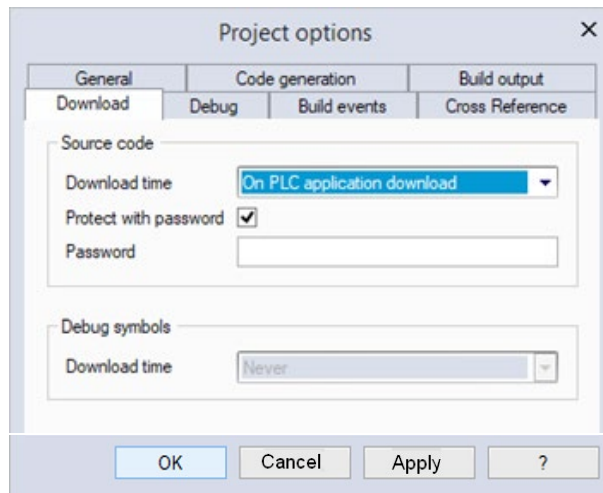 Project options
General Code generation Build output
Download Debug Build events Cross Reference
Source code
Download time On PLC application download
Protect with password
Password
Debug symbols
Download time Never
OK Cancel Apply ?